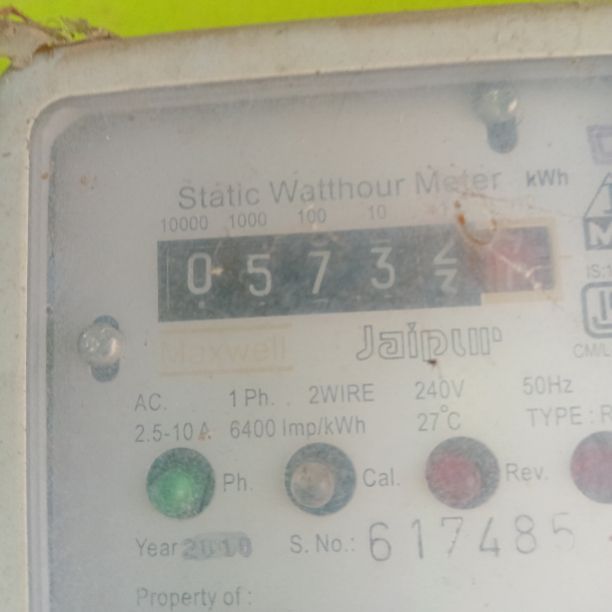 Static Watthour Meter kWh
10000 1000 100 10 1
0 5 7 3
Maxwell Jaipur
AC. 1 Ph. 2WIRE 240V 50Hz
2.5-10 A 6400 Imp/kWh 27°C TYPE : R
Ph. Cal. Rev.
Year 2010 S. No.: 617485
Property of :